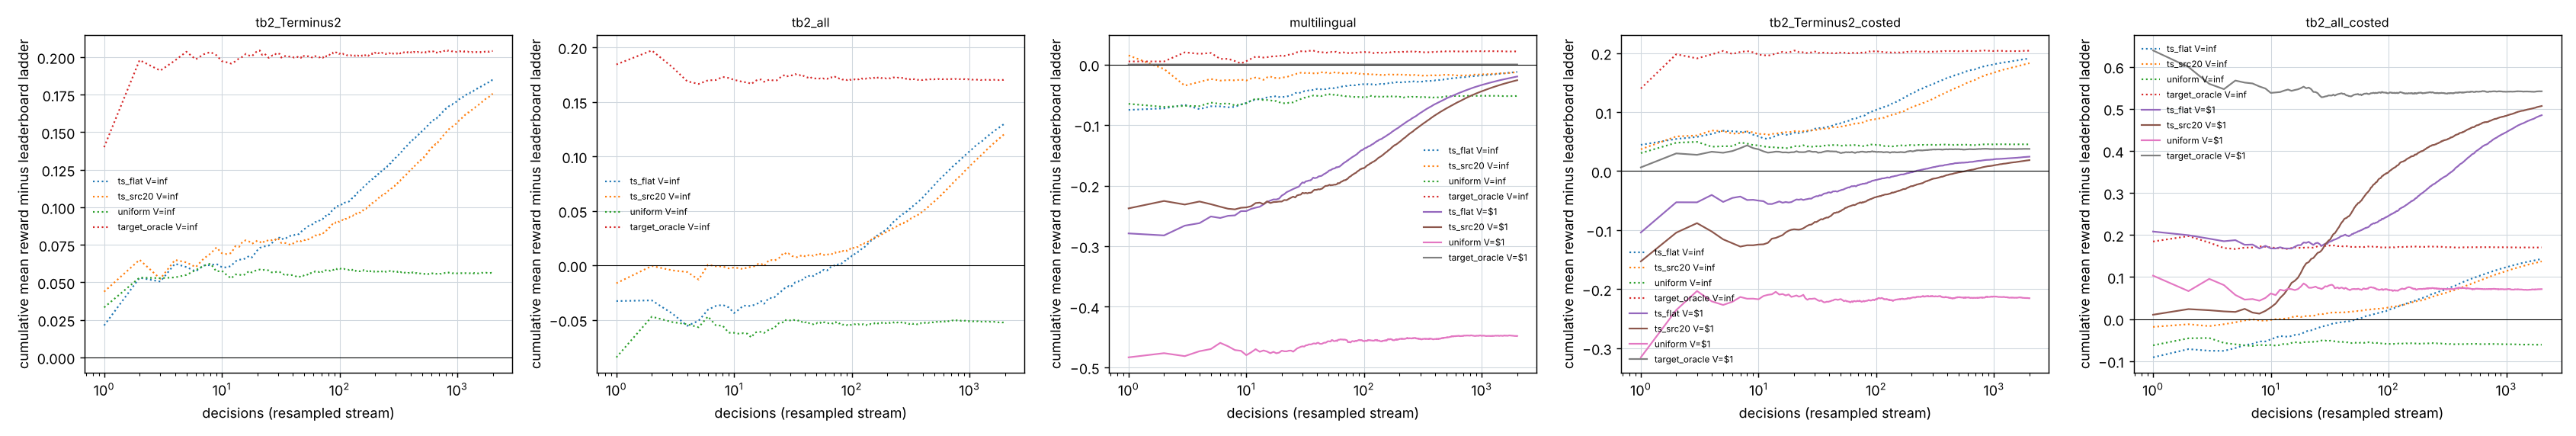 tb2_Terminus2
cumulative mean reward minus leaderboard ladder
0.200
0.175
0.150
0.125
0.100
0.075
0.050
0.025
0.000
ts_flat V=inf
ts_src20 V=inf
uniform V=inf
target_oracle V=inf
10⁰
10¹
10²
10³
decisions (resampled stream)
tb2_all
cumulative mean reward minus leaderboard ladder
0.20
0.15
0.10
0.05
0.00
−0.05
ts_flat V=inf
ts_src20 V=inf
uniform V=inf
target_oracle V=inf
10⁰
10¹
10²
10³
decisions (resampled stream)
multilingual
cumulative mean reward minus leaderboard ladder
0.0
−0.1
−0.2
−0.3
−0.4
−0.5
ts_flat V=inf
ts_src20 V=inf
uniform V=inf
target_oracle V=inf
ts_flat V=$1
ts_src20 V=$1
uniform V=$1
target_oracle V=$1
10⁰
10¹
10²
10³
decisions (resampled stream)
tb2_Terminus2_costed
cumulative mean reward minus leaderboard ladder
0.2
0.1
0.0
−0.1
−0.2
−0.3
ts_flat V=inf
ts_src20 V=inf
uniform V=inf
target_oracle V=inf
ts_flat V=$1
ts_src20 V=$1
uniform V=$1
target_oracle V=$1
10⁰
10¹
10²
10³
decisions (resampled stream)
tb2_all_costed
cumulative mean reward minus leaderboard ladder
0.6
0.5
0.4
0.3
0.2
0.1
0.0
−0.1
ts_flat V=inf
ts_src20 V=inf
uniform V=inf
target_oracle V=inf
ts_flat V=$1
ts_src20 V=$1
uniform V=$1
target_oracle V=$1
10⁰
10¹
10²
10³
decisions (resampled stream)